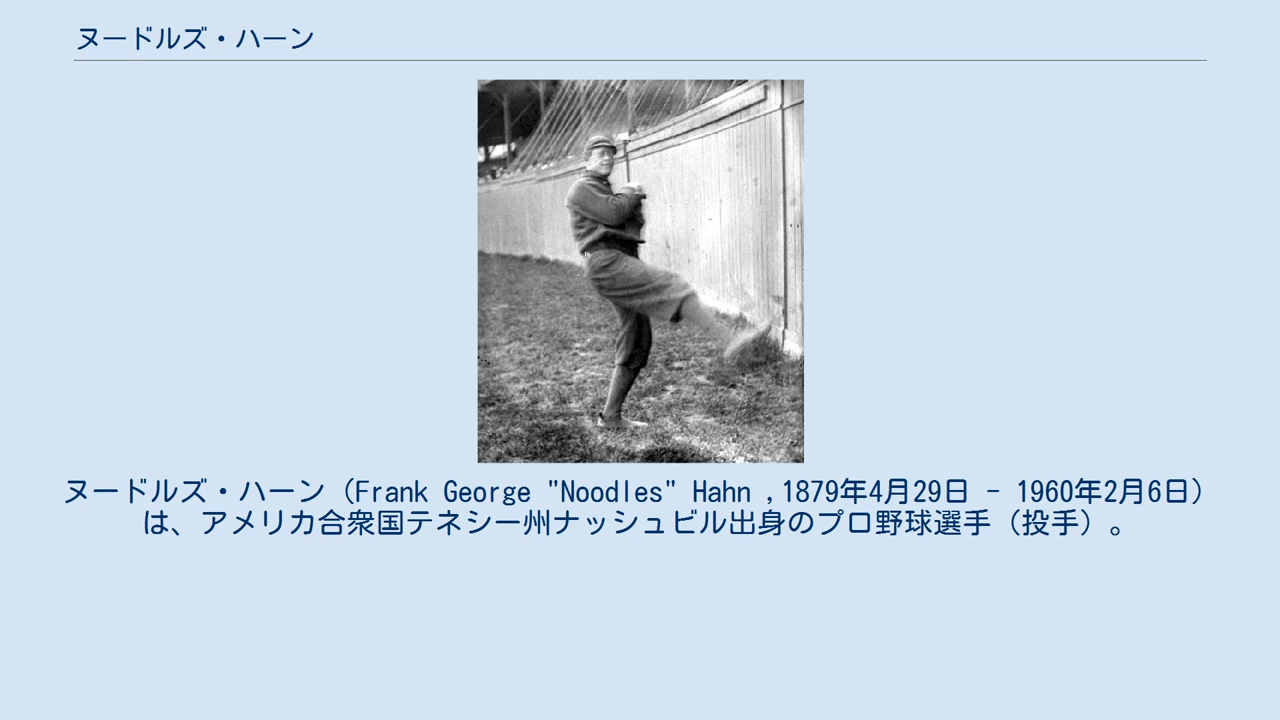 ヌードルズ・ハーン
ヌードルズ・ハーン（Frank George "Noodles" Hahn ,1879年4月29日 - 1960年2月6日）
は、アメリカ合衆国テネシー州ナッシュビル出身のプロ野球選手（投手）。